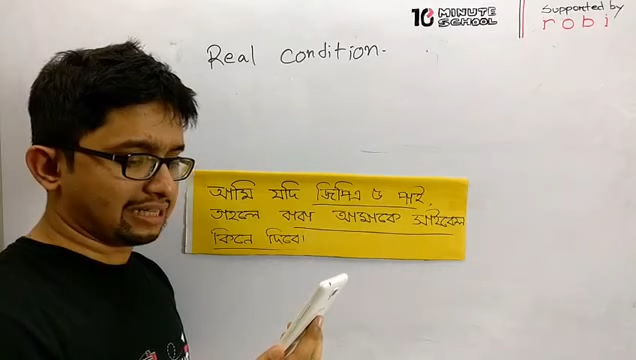 10 MINUTE SCHOOL
Supported by
robi
Real condition.
আমি যদি জিপিএ ৫ পাই,
তাহলে বাবা আমাকে সাইকেল
কিনে দিবে।